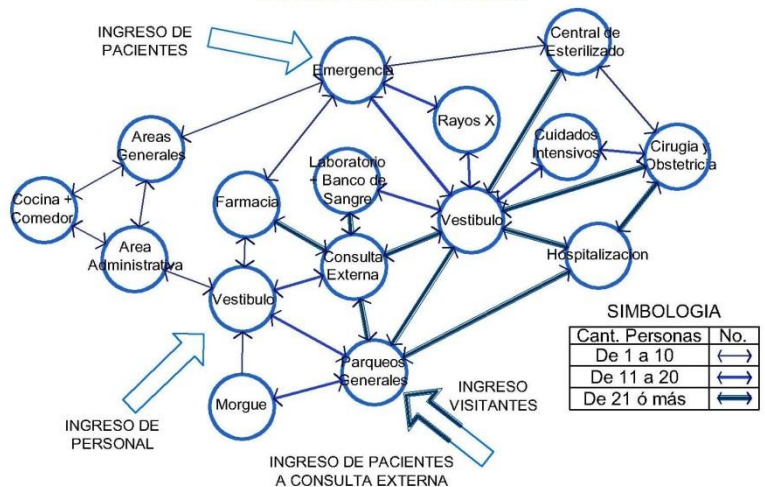 INGRESO DE
PACIENTES
Emergencia
Central de
Esterilizado
Rayos X
Areas
Generales
Cuidados
Intensivos
Cirugia y
Obstetricia
Laboratorio
+ Banco de
Sangre
Cocina +
Comedor
Farmacia
Vestibulo
Area
Administrativa
Consulta
Externa
Hospitalizacion
Vestibulo
Parqueos
Generales
Morgue
INGRESO DE
PERSONAL
INGRESO
VISITANTES
INGRESO DE PACIENTES
A CONSULTA EXTERNA
SIMBOLOGIA
Cant. Personas No.
De 1 a 10
De 11 a 20
De 21 ó más